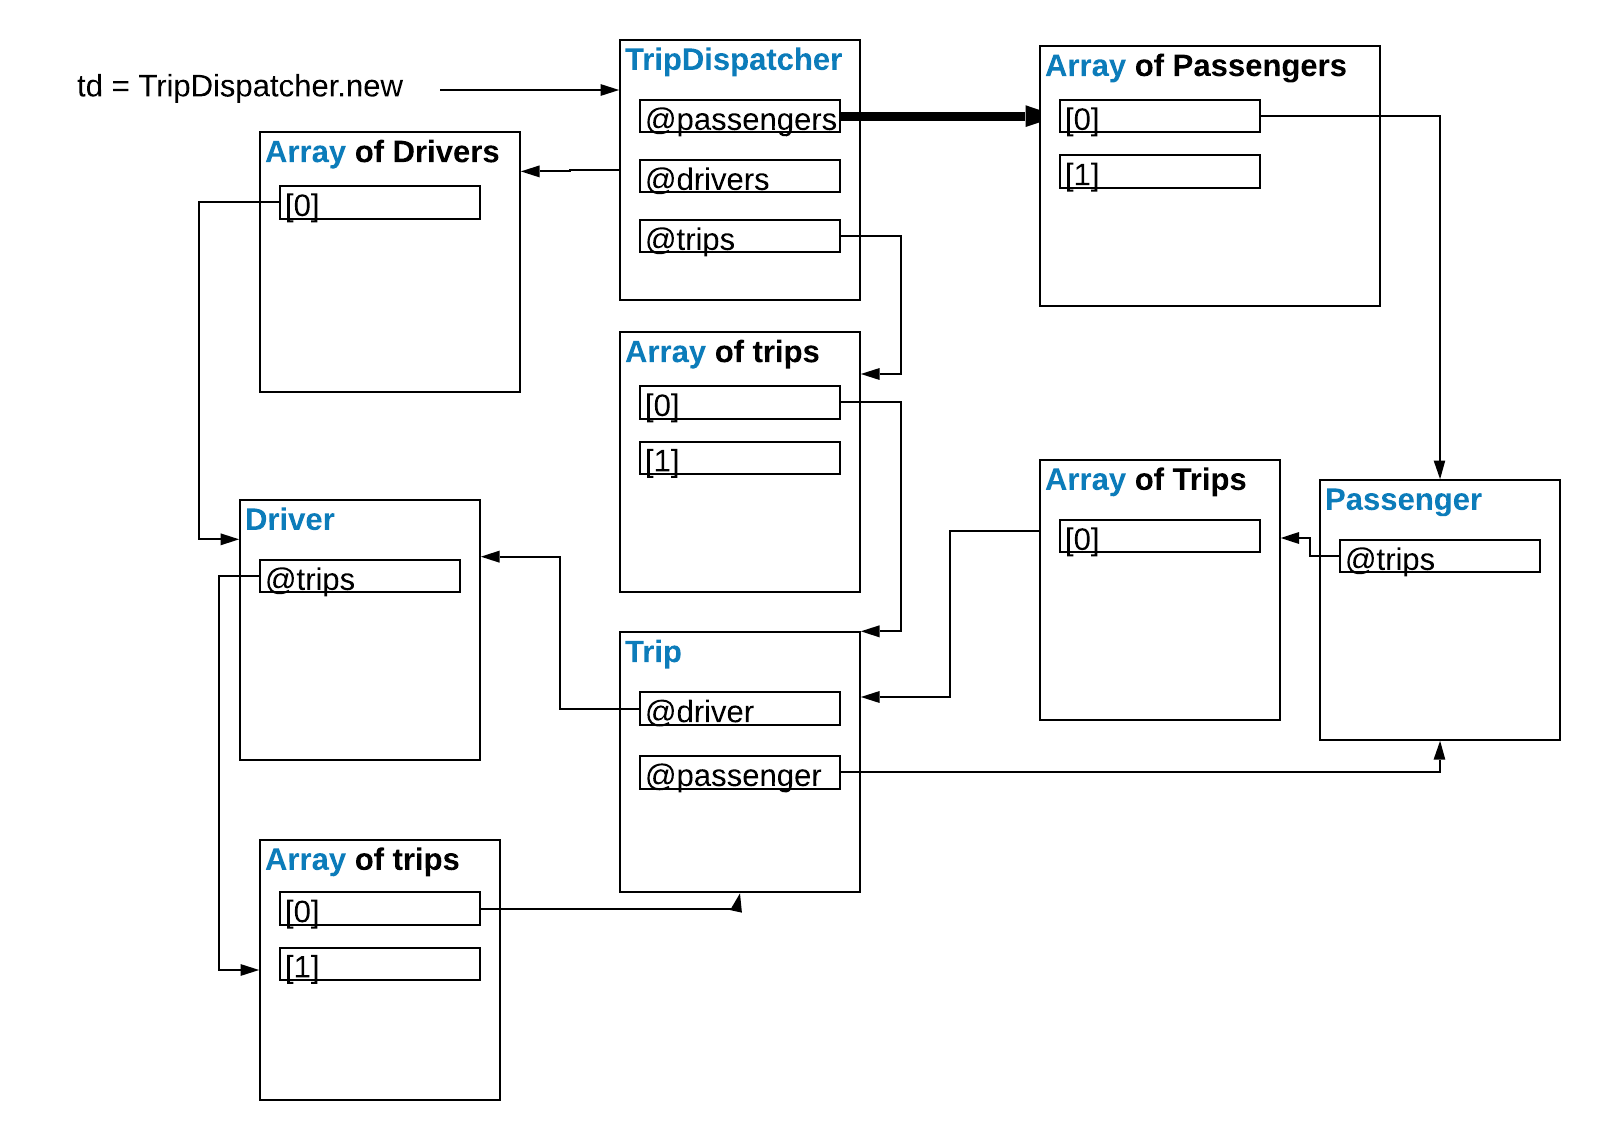 td = TripDispatcher.new
TripDispatcher
@passengers
@drivers
@trips
Array of Passengers
[0]
[1]
Array of Drivers
[0]
Array of trips
[0]
[1]
Array of Trips
[0]
Passenger
@trips
Driver
@trips
Trip
@driver
@passenger
Array of trips
[0]
[1]